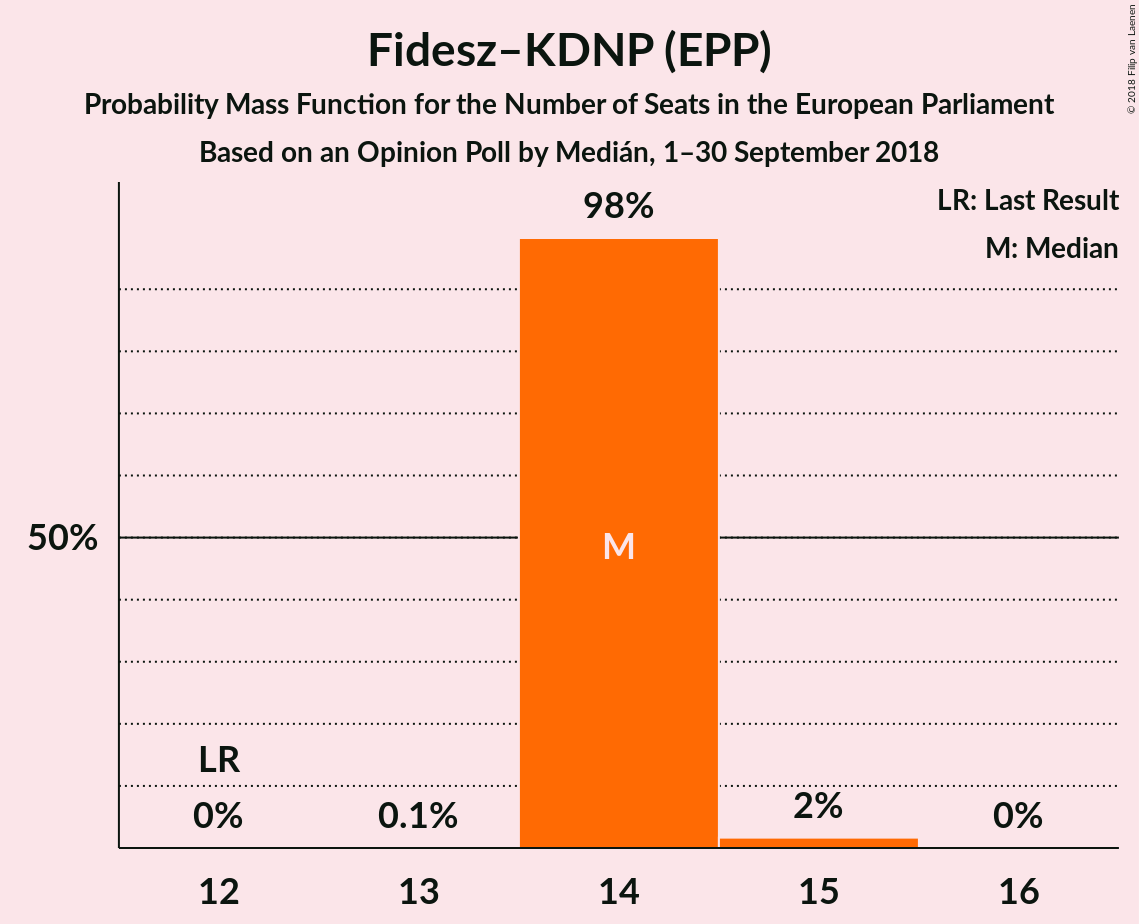 Fidesz–KDNP (EPP)
Probability Mass Function for the Number of Seats in the European Parliament
Based on an Opinion Poll by Medián, 1–30 September 2018
© 2018 Filip van Laenen
LR: Last Result
M: Median
98%
50%
M
LR
0%
0.1%
2%
0%
12
13
14
15
16